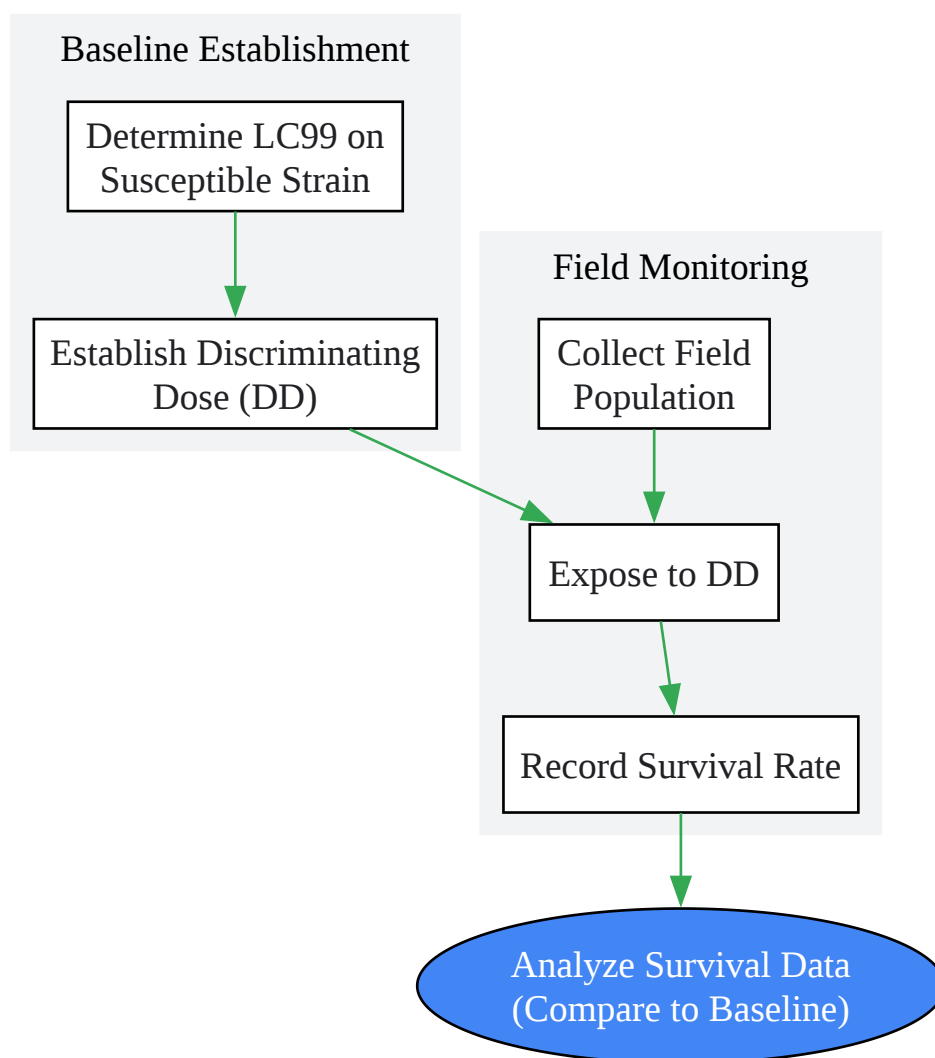 Baseline Establishment
Determine LC99 on
Susceptible Strain
Establish Discriminating
Dose (DD)
Field Monitoring
Collect Field
Population
Expose to DD
Record Survival Rate
Analyze Survival Data
(Compare to Baseline)